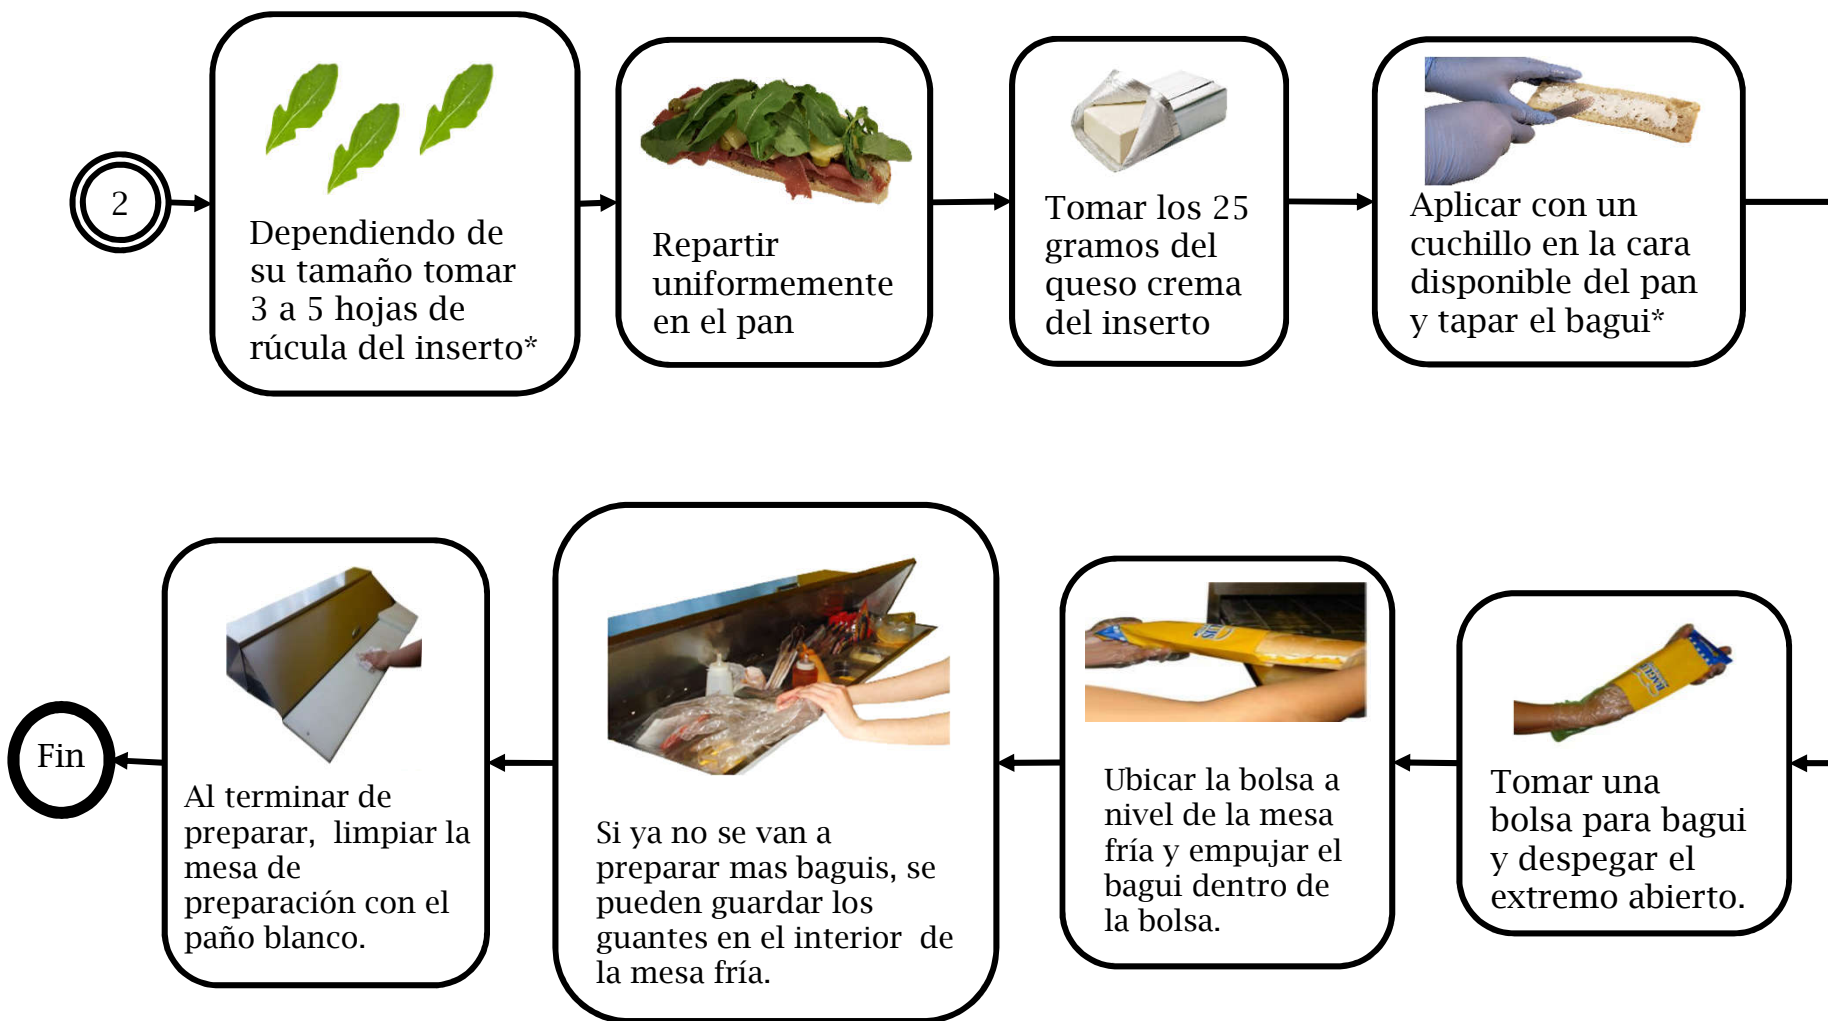 2
Dependiendo de
su tamaño tomar
3 a 5 hojas de
rúcula del inserto*
Repartir
uniformemente
en el pan
Tomar los 25
gramos del
queso crema
del inserto
Aplicar con un
cuchillo en la cara
disponible del pan
y tapar el bagui*
Tomar una
bolsa para bagui
y despegar el
extremo abierto.
Ubicar la bolsa a
nivel de la mesa
fría y empujar el
bagui dentro de
la bolsa.
Si ya no se van a
preparar mas baguis, se
pueden guardar los
guantes en el interior de
la mesa fría.
Al terminar de
preparar, limpiar la
mesa de
preparación con el
paño blanco.
Fin